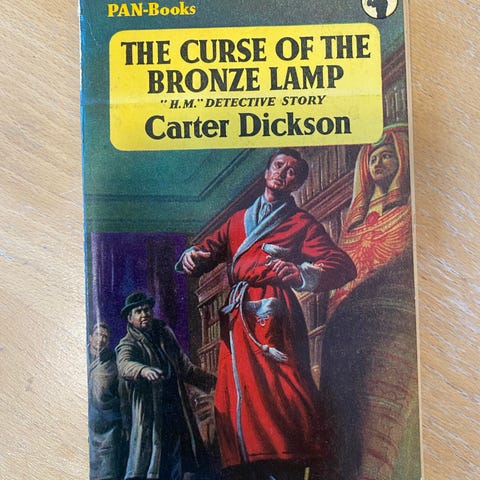 PAN-Books
THE CURSE OF THE
BRONZE LAMP
"H.M." DETECTIVE STORY
Carter Dickson